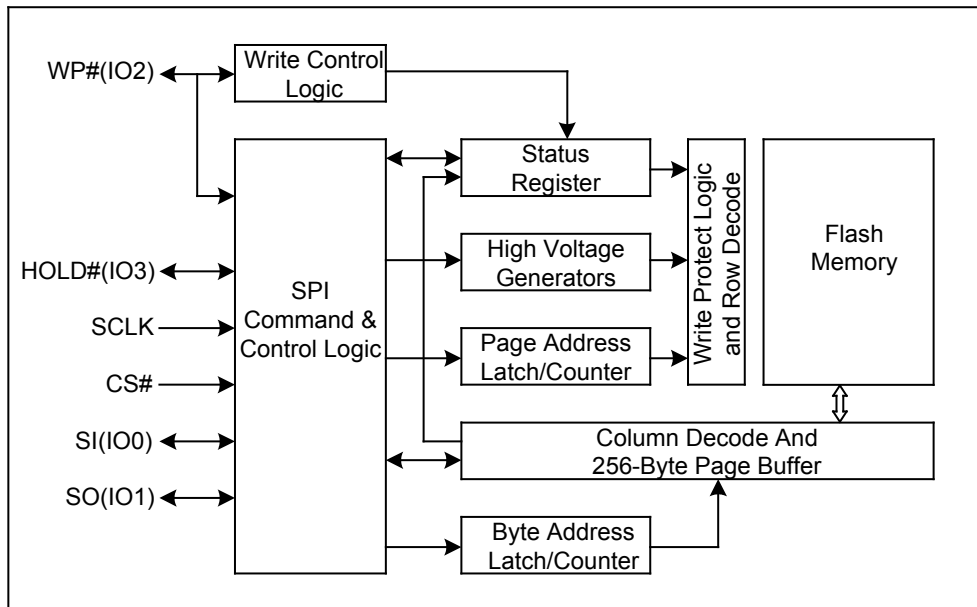 WP#(IO2)
Write Control
Logic
HOLD#(IO3)
SCLK
CS#
SI(IO0)
SO(IO1)
SPI
Command &
Control Logic
Status
Register
High Voltage
Generators
Page Address
Latch/Counter
Write Protect Logic
and Row Decode
Flash
Memory
Column Decode And
256-Byte Page Buffer
Byte Address
Latch/Counter